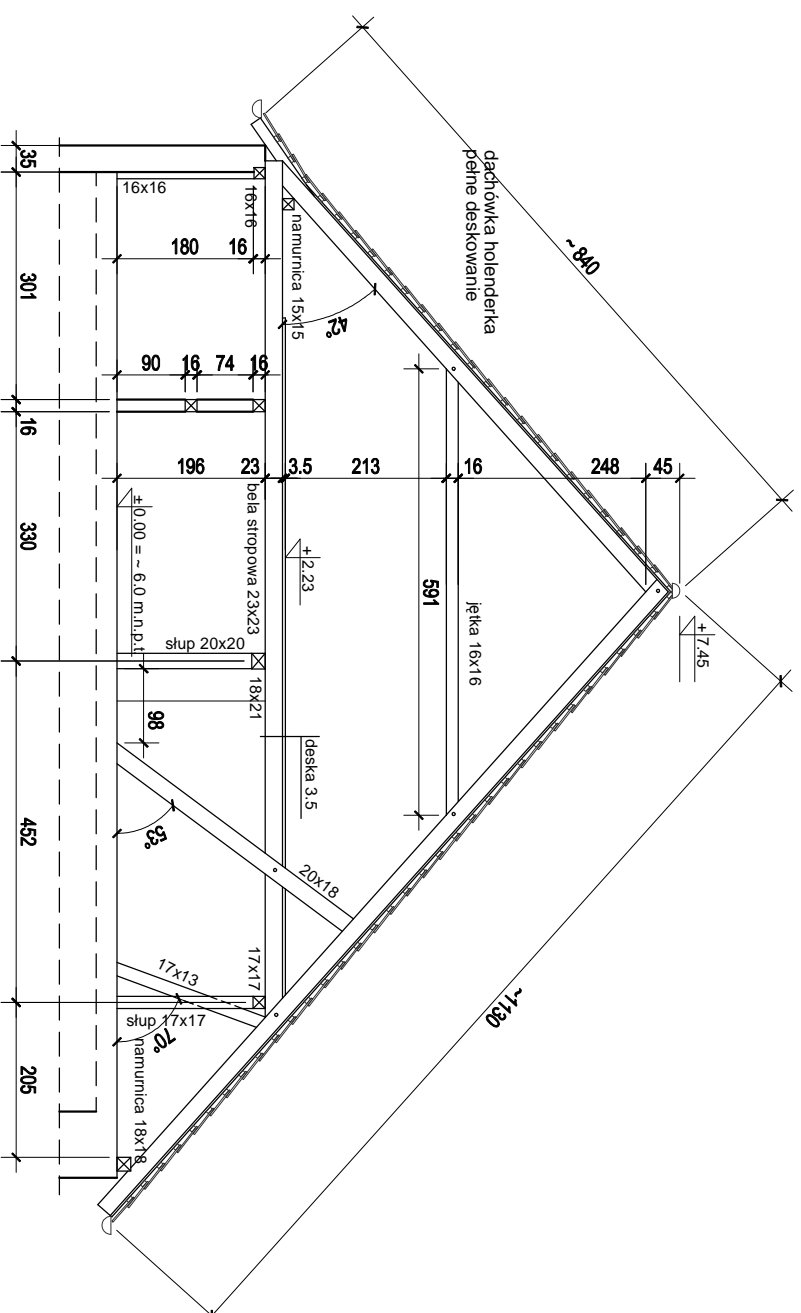 ~ 840
dachówka holenderka
pełne deskowanie
42°
namurnica 15x15
16x16
16x16
180
16
90
16
74
16
196
23
3.5
213
16
248
45
591
jętka 16x16
+ 7.45
+ 2.23
± 0.00 = ~ 6.0 m.n.p.t
bela stropowa 23x23
słup 20x20
18x21
98
deska 3.5
53°
20x18
17x13
17x17
słup 17x17
70°
namurnica 18x18
~1130
35
301
16
330
452
205